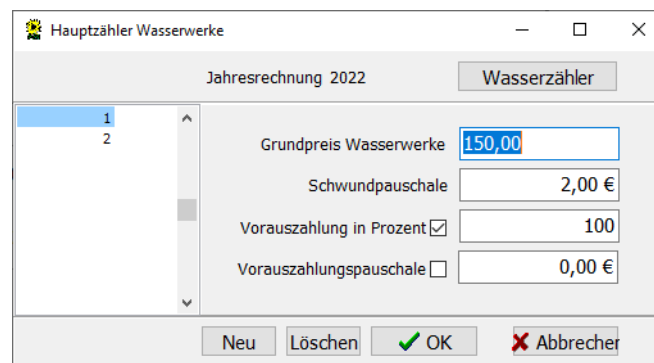 Hauptzähler Wasserwerke
Jahresrechnung 2022 Wasserzähler
1
2
Grundpreis Wasserwerke 150,00
Schwundpauschale 2,00 €
Vorauszahlung in Prozent 100
Vorauszahlungspauschale 0,00 €
Neu Löschen OK Abbrecher